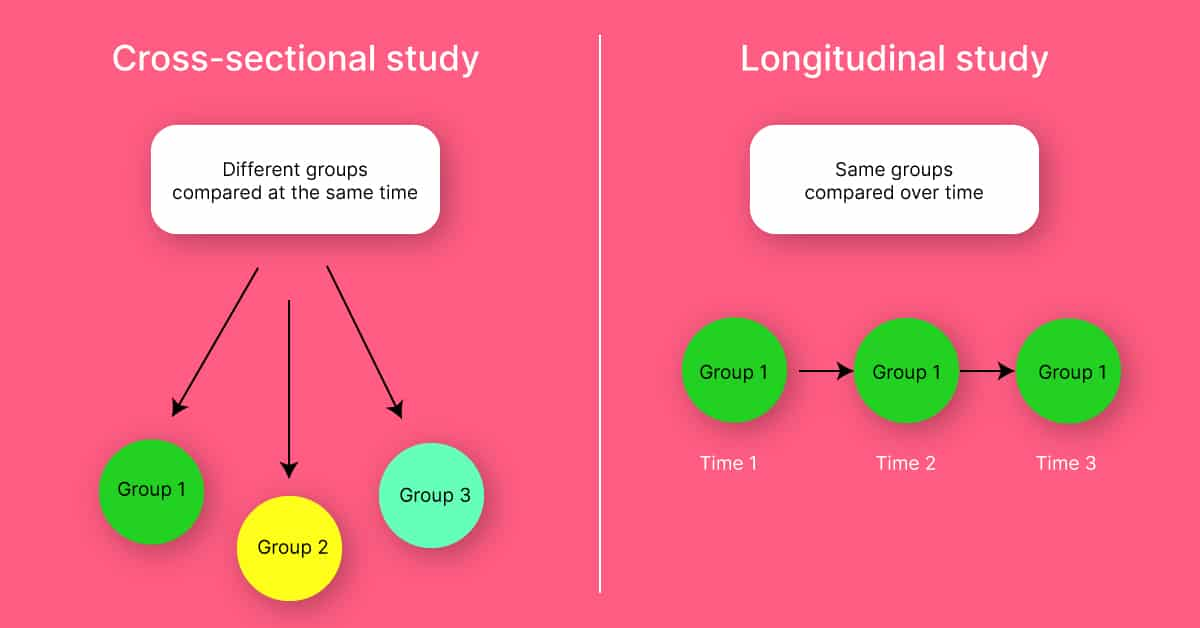 Cross-sectional study
Different groups
compared at the same time
Group 1
Group 2
Group 3
Longitudinal study
Same groups
compared over time
Group 1
Group 1
Group 1
Time 1
Time 2
Time 3